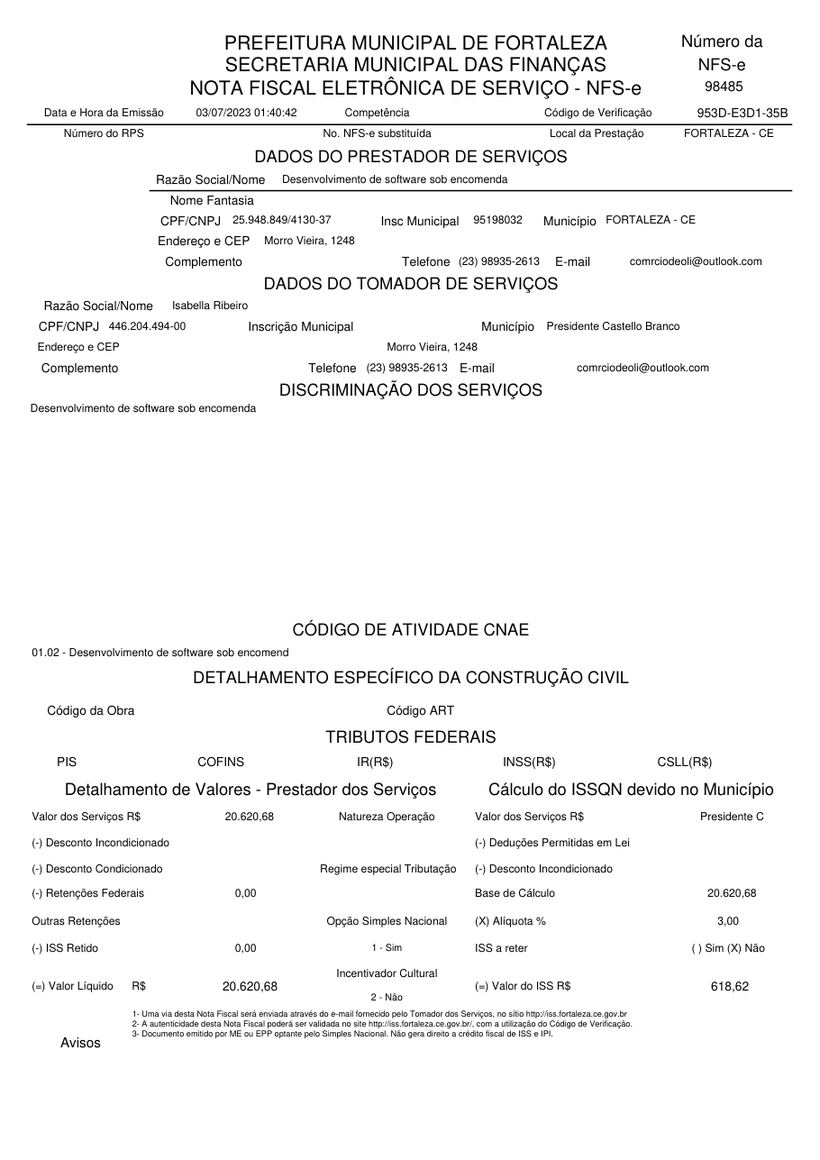 PREFEITURA MUNICIPAL DE FORTALEZA
SECRETARIA MUNICIPAL DAS FINANÇAS
NOTA FISCAL ELETRÔNICA DE SERVIÇO - NFS-e
Número da
NFS-e
98485
Data e Hora da Emissão 03/07/2023 01:40:42 Competência Código de Verificação 953D-E3D1-35B
Número do RPS No. NFS-e substituída Local da Prestação FORTALEZA - CE
DADOS DO PRESTADOR DE SERVIÇOS
Razão Social/Nome Desenvolvimento de software sob encomenda
Nome Fantasia
CPF/CNPJ 25.948.849/4130-37 Insc Municipal 95198032 Município FORTALEZA - CE
Endereço e CEP Morro Vieira, 1248
Complemento Telefone (23) 98935-2613 E-mail comrciodeoli@outlook.com
DADOS DO TOMADOR DE SERVIÇOS
Razão Social/Nome Isabella Ribeiro
CPF/CNPJ 446.204.494-00 Inscrição Municipal Município Presidente Castello Branco
Endereço e CEP Morro Vieira, 1248
Complemento Telefone (23) 98935-2613 E-mail comrciodeoli@outlook.com
DISCRIMINAÇÃO DOS SERVIÇOS
Desenvolvimento de software sob encomenda
CÓDIGO DE ATIVIDADE CNAE
01.02 - Desenvolvimento de software sob encomend
DETALHAMENTO ESPECÍFICO DA CONSTRUÇÃO CIVIL
Código da Obra Código ART
TRIBUTOS FEDERAIS
PIS COFINS IR(R$) INSS(R$) CSLL(R$)
Detalhamento de Valores - Prestador dos Serviços Cálculo do ISSQN devido no Município
Valor dos Serviços R$ 20.620,68 Natureza Operação Valor dos Serviços R$ Presidente C
(-) Desconto Incondicionado (-) Deduções Permitidas em Lei
(-) Desconto Condicionado Regime especial Tributação (-) Desconto Incondicionado
(-) Retenções Federais 0,00 Base de Cálculo 20.620,68
Outras Retenções Opção Simples Nacional (X) Alíquota % 3,00
(-) ISS Retido 0,00 1 - Sim ISS a reter ( ) Sim (X) Não
Incentivador Cultural
(=) Valor Líquido R$ 20.620,68 (=) Valor do ISS R$ 618,62
2 - Não
1- Uma via desta Nota Fiscal será enviada através do e-mail fornecido pelo Tomador dos Serviços, no sítio http://iss.fortaleza.ce.gov.br
2- A autenticidade desta Nota Fiscal poderá ser validada no site http://iss.fortaleza.ce.gov.br/, com a utilização do Código de Verificação.
3- Documento emitido por ME ou EPP optante pelo Simples Nacional. Não gera direito a crédito fiscal de ISS e IPI.
Avisos